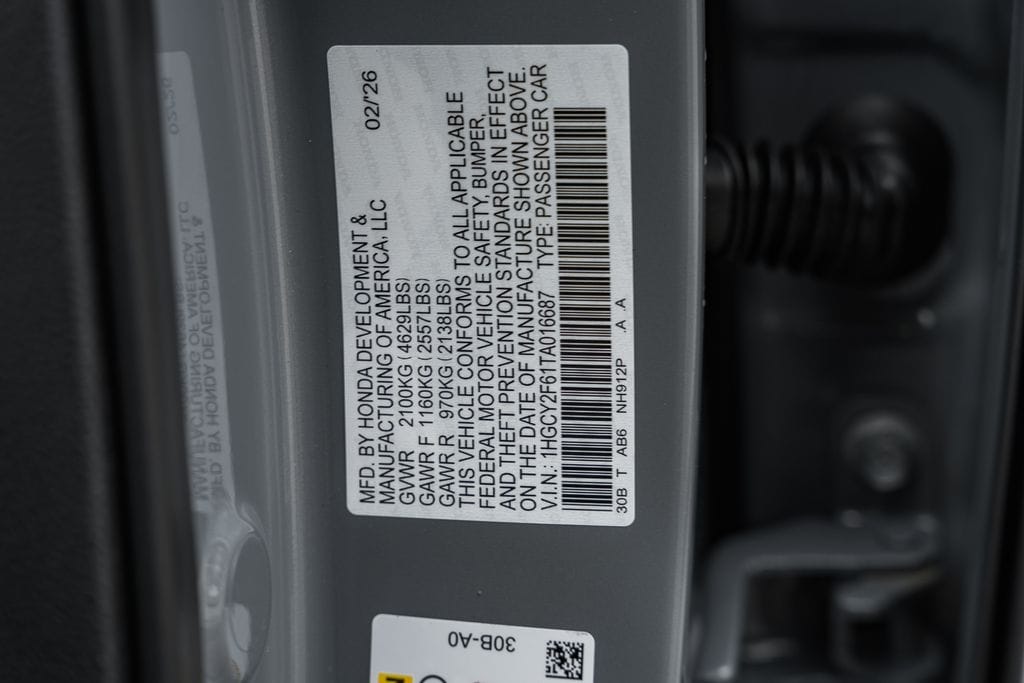 MFD. BY HONDA DEVELOPMENT & 02/'26
MANUFACTURING OF AMERICA, LLC
GVWR 2100KG(4629LBS)
GAWR F 1160KG(2557LBS)
GAWR R 970KG(2138LBS)
THIS VEHICLE CONFORMS TO ALL APPLICABLE
FEDERAL MOTOR VEHICLE SAFETY, BUMPER,
AND THEFT PREVENTION STANDARDS IN EFFECT
ON THE DATE OF MANUFACTURE SHOWN ABOVE.
V.I.N.: 1HGCY2F61TA016687 TYPE: PASSENGER CAR
30B T AB6 NH912P .A .A
30B-A0